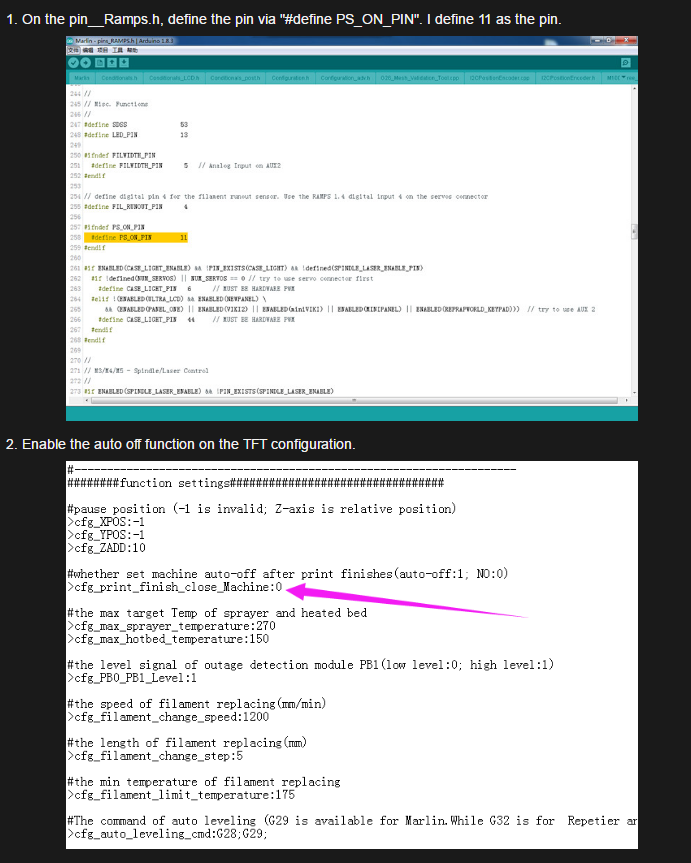 1. On the pin__Ramps.h, define the pin via "#define PS_ON_PIN". I define 11 as the pin.
Marlin - pins_RAMPS.h | Arduino 1.8.1
文件 编辑 项目 工具 帮助
Marlin Conditionals.h Conditionals_LCD.h Conditionals_post.h Configuration.h Configuration_adv.h G26_Mesh_Validation_Tool.cpp I2CPositionEncoder.cpp I2CPositionEncoder.h M100
244 //
245 // Misc. Functions
246 //
247 #define SDSS 53
248 #define LED_PIN 13
249
250 #ifndef FILWIDTH_PIN
251 #define FILWIDTH_PIN 5 // Analog Input on AUX2
252 #endif
253
254 // define digital pin 4 for the filament runout sensor. Use the RAMPS 1.4 digital input 4 on the servos connector
255 #define FIL_RUNOUT_PIN 4
256
257 #ifndef PS_ON_PIN
258 #define PS_ON_PIN 11
259 #endif
260
261 #if ENABLED(CASE_LIGHT_ENABLE) && !PIN_EXISTS(CASE_LIGHT) && !defined(SPINDLE_LASER_ENABLE_PIN)
262 #if !defined(NUM_SERVOS) || NUM_SERVOS == 0 // try to use servo connector first
263 #define CASE_LIGHT_PIN 6 // MUST BE HARDWARE PWM
264 #elif !(ENABLED(ULTRA_LCD) && ENABLED(NEWPANEL) \
265 && (ENABLED(PANEL_ONE) || ENABLED(VIKI2) || ENABLED(miniVIKI) || ENABLED(MINIPANEL) || ENABLED(REPRAPWORLD_KEYPAD))) // try to use AUX 2
266 #define CASE_LIGHT_PIN 44 // MUST BE HARDWARE PWM
267 #endif
268 #endif
269
270 //
271 // M3/M4/M5 - Spindle/Laser Control
272 //
273 #if ENABLED(SPINDLE_LASER_ENABLE) && !PIN_EXISTS(SPINDLE_LASER_ENABLE)
2. Enable the auto off function on the TFT configuration.
#--------------------------------------------------------------------
########function settings#################################
#pause position (-1 is invalid; Z-axis is relative position)
>cfg_XPOS:-1
>cfg_YPOS:-1
>cfg_ZADD:10
#whether set machine auto-off after print finishes(auto-off:1; NO:0)
>cfg_print_finish_close_Machine:0
#the max target Temp of sprayer and heated bed
>cfg_max_sprayer_temperature:270
>cfg_max_hotbed_temperature:150
#the level signal of outage detection module PB1(low level:0; high level:1)
>cfg_PB0_PB1_Level:1
#the speed of filament replacing(mm/min)
>cfg_filament_change_speed:1200
#the length of filament replacing(mm)
>cfg_filament_change_step:5
#the min temperature of filament replacing
>cfg_filament_limit_temperature:175
#The command of auto leveling (G29 is available for Marlin.While G32 is for Repetier ar
>cfg_auto_leveling_cmd:G28;G29;